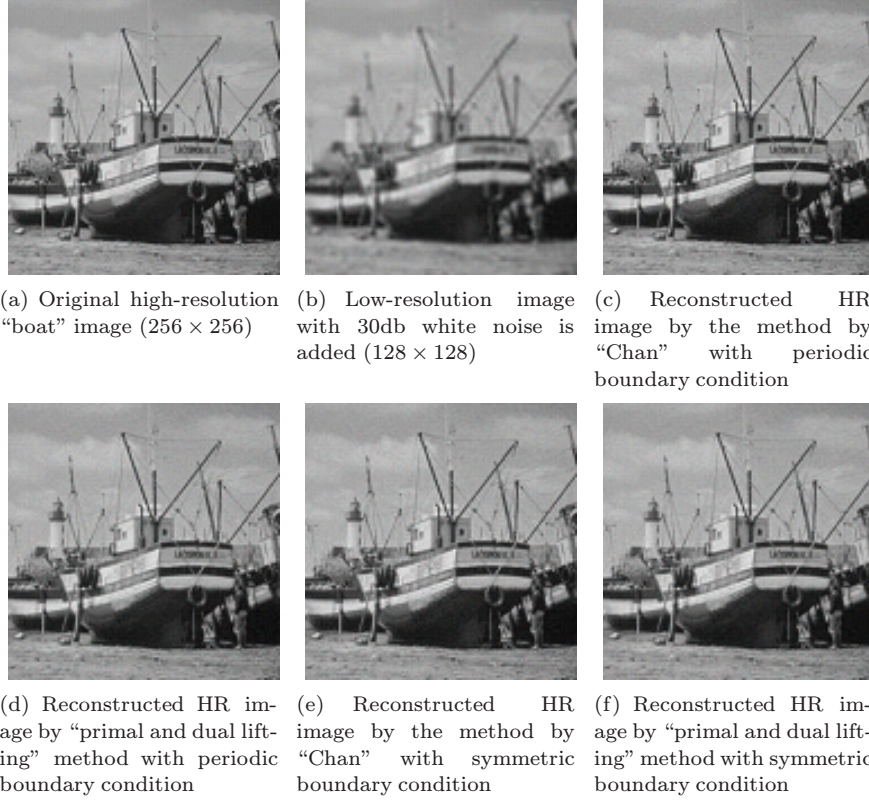 (a) Original high-resolution
“boat” image (256 × 256)
(b) Low-resolution image
with 30db white noise is
added (128 × 128)
(c) Reconstructed HR
image by the method by
“Chan” with periodic
boundary condition
(d) Reconstructed HR im-
age by “primal and dual lift-
ing” method with periodic
boundary condition
(e) Reconstructed HR
image by the method by
“Chan” with symmetric
boundary condition
(f) Reconstructed HR im-
age by “primal and dual lift-
ing” method with symmetric
boundary condition